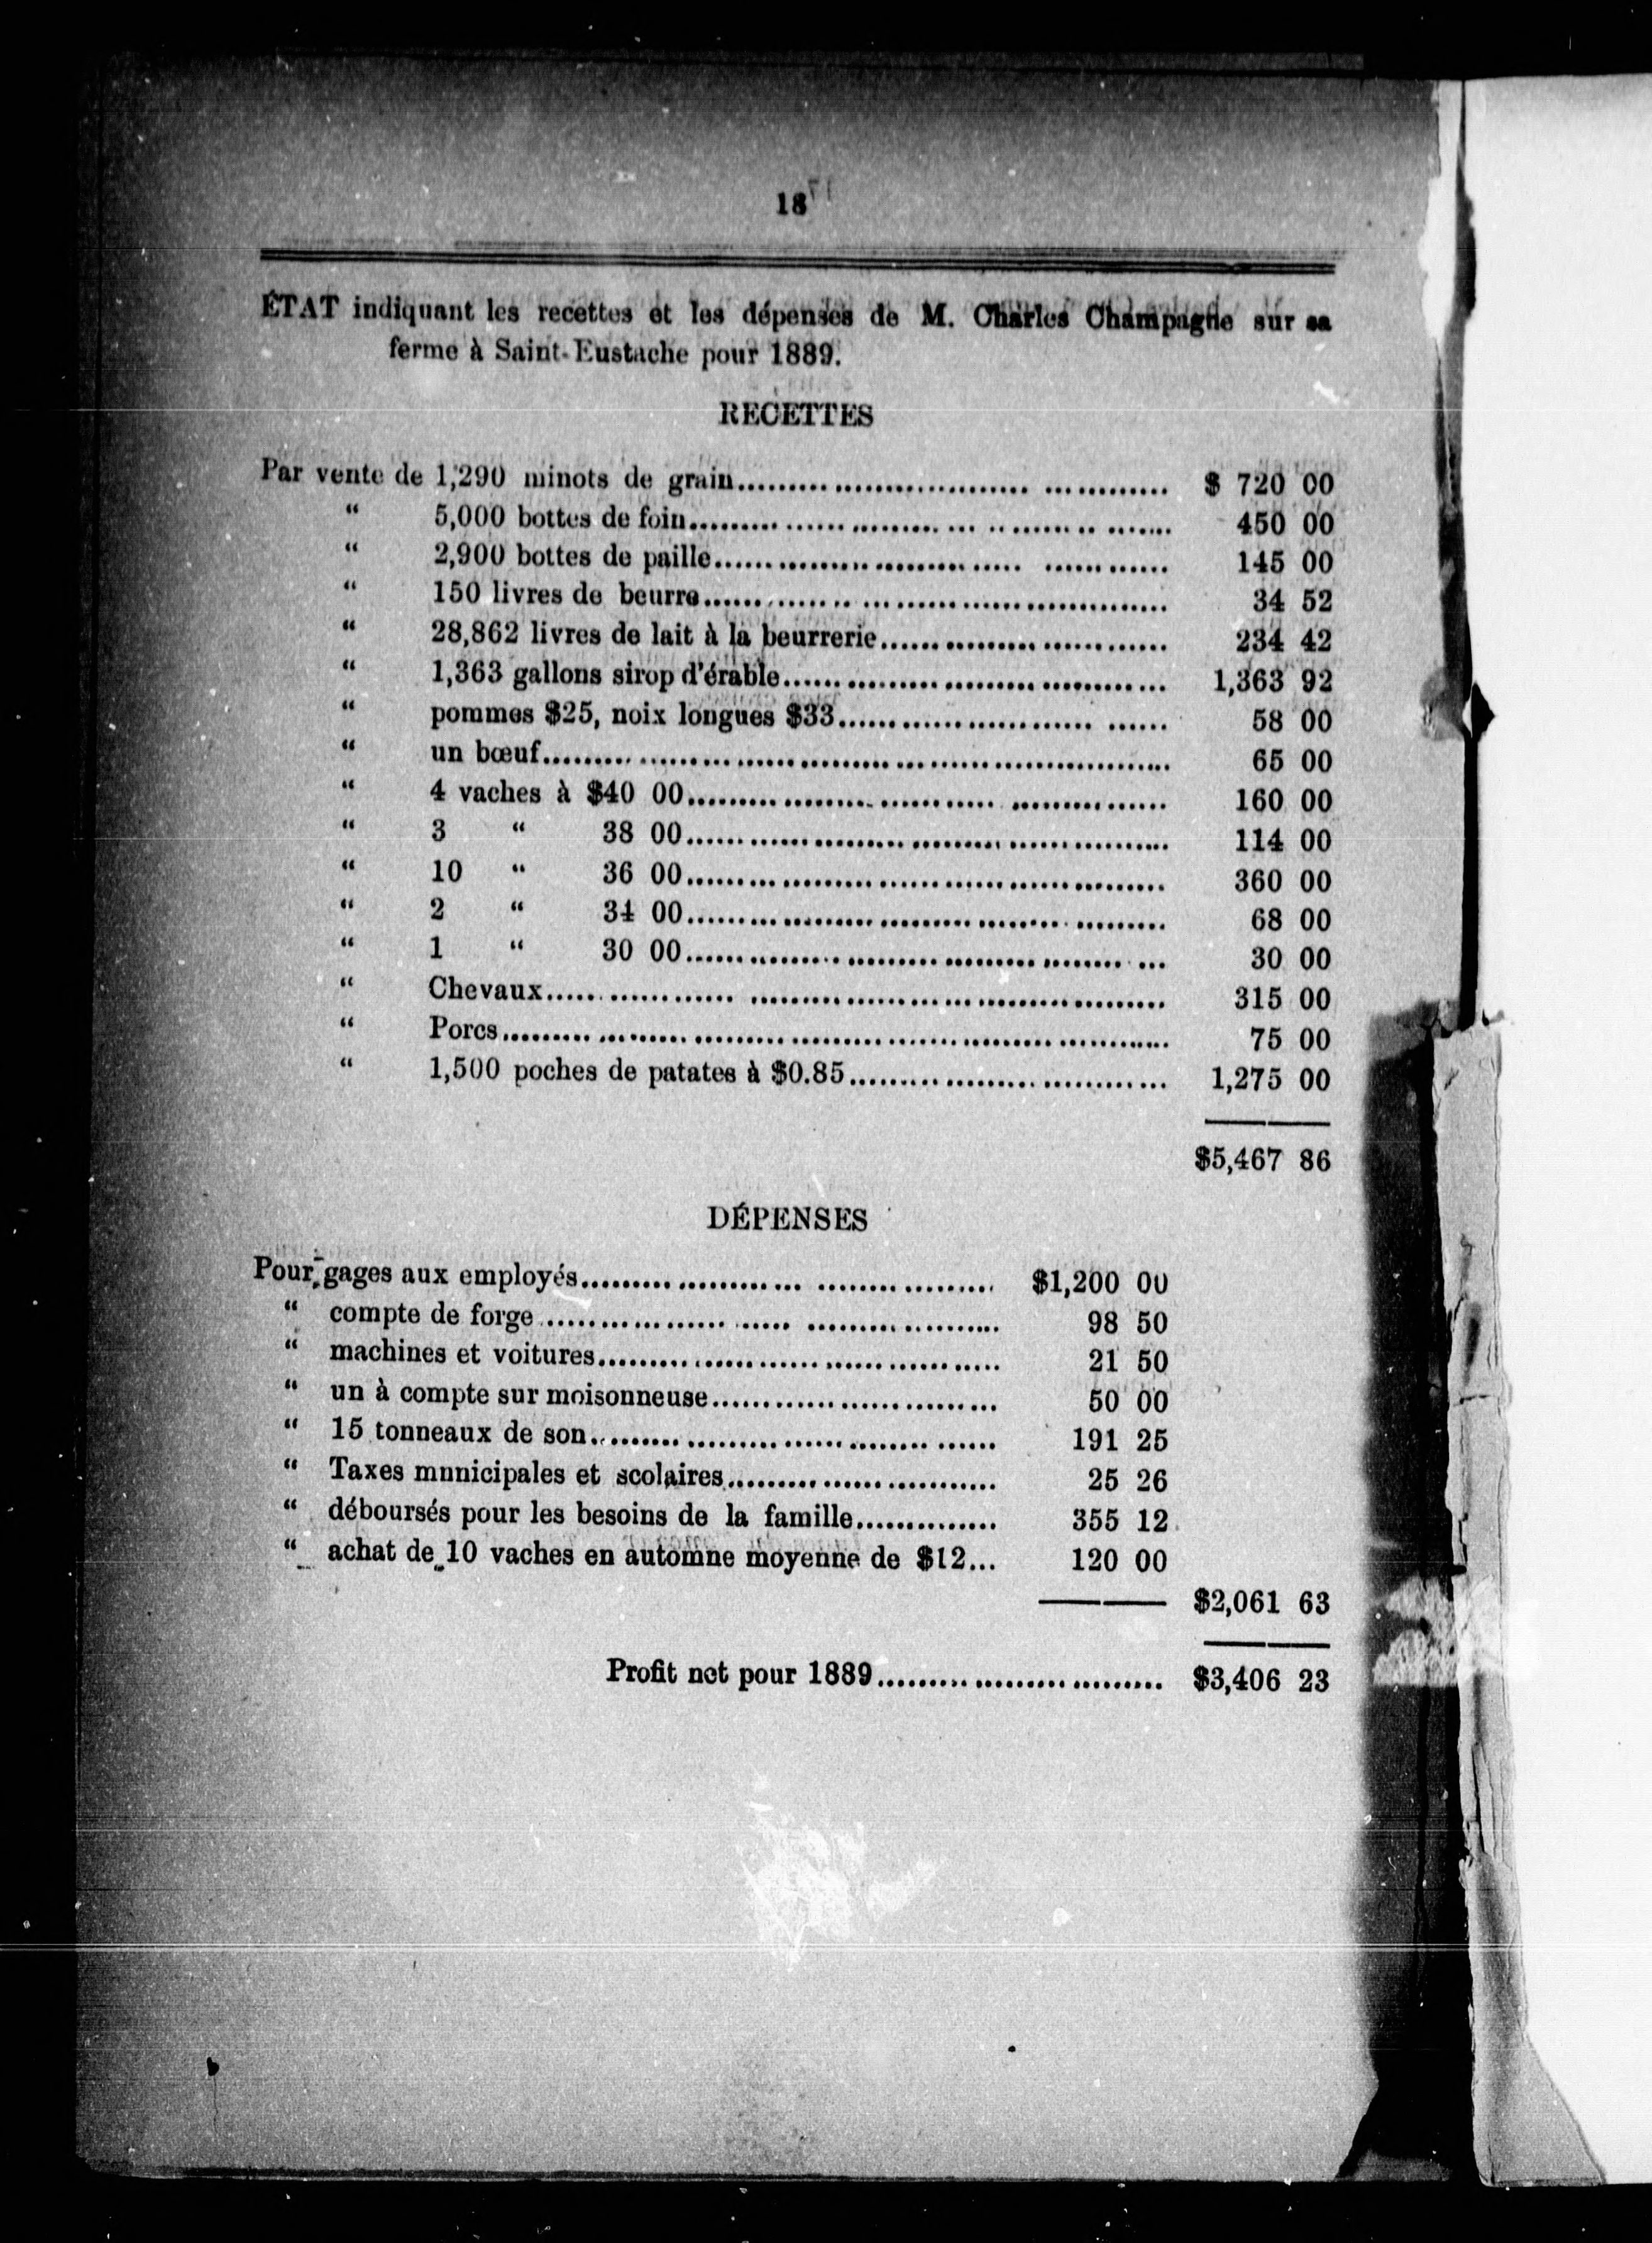 18
ÉTAT indiquant les recettes et les dépenses de M. Charles Champagne sur sa
ferme à Saint-Eustache pour 1889.
RECETTES
Par vente de 1,290 minots de grain.................................... $ 720 00
“ 5,000 bottes de foin.................................... 450 00
“ 2,900 bottes de paille.................................... 145 00
“ 150 livres de beurre.................................... 34 52
“ 28,862 livres de lait à la beurrerie.............................. 234 42
“ 1,363 gallons sirop d'érable.................................... 1,363 92
“ pommes $25, noix longues $33.............................. 58 00
“ un bœuf.................................... 65 00
“ 4 vaches à $40 00.................................... 160 00
“ 3 “ 38 00.................................... 114 00
“ 10 “ 36 00.................................... 360 00
“ 2 “ 34 00.................................... 68 00
“ 1 “ 30 00.................................... 30 00
“ Chevaux.................................... 315 00
“ Porcs.................................... 75 00
“ 1,500 poches de patates à $0.85.............................. 1,275 00
$5,467 86
DÉPENSES
Pour gages aux employés.................................... $1,200 00
“ compte de forge.................................... 98 50
“ machines et voitures.................................... 21 50
“ un à compte sur moisonneuse.............................. 50 00
“ 15 tonneaux de son.................................... 191 25
“ Taxes mnnicipales et scolaires.............................. 25 26
“ déboursés pour les besoins de la famille.............. 355 12
“ achat de 10 vaches en automne moyenne de $12... 120 00
$2,061 63
Profit net pour 1889.............................. $3,406 23